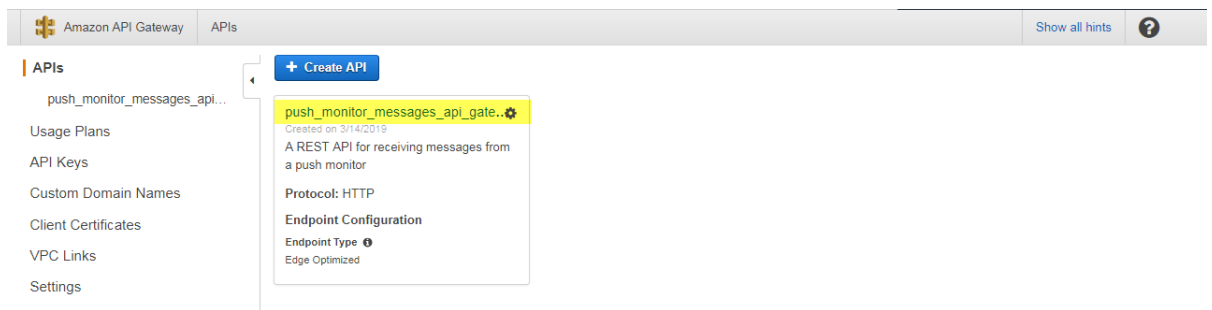 Amazon API Gateway APIs Show all hints ?
APIs
push_monitor_messages_api...
Usage Plans
API Keys
Custom Domain Names
Client Certificates
VPC Links
Settings
+ Create API
push_monitor_messages_api_gate..
Created on 3/14/2019
A REST API for receiving messages from
a push monitor
Protocol: HTTP
Endpoint Configuration
Endpoint Type
Edge Optimized